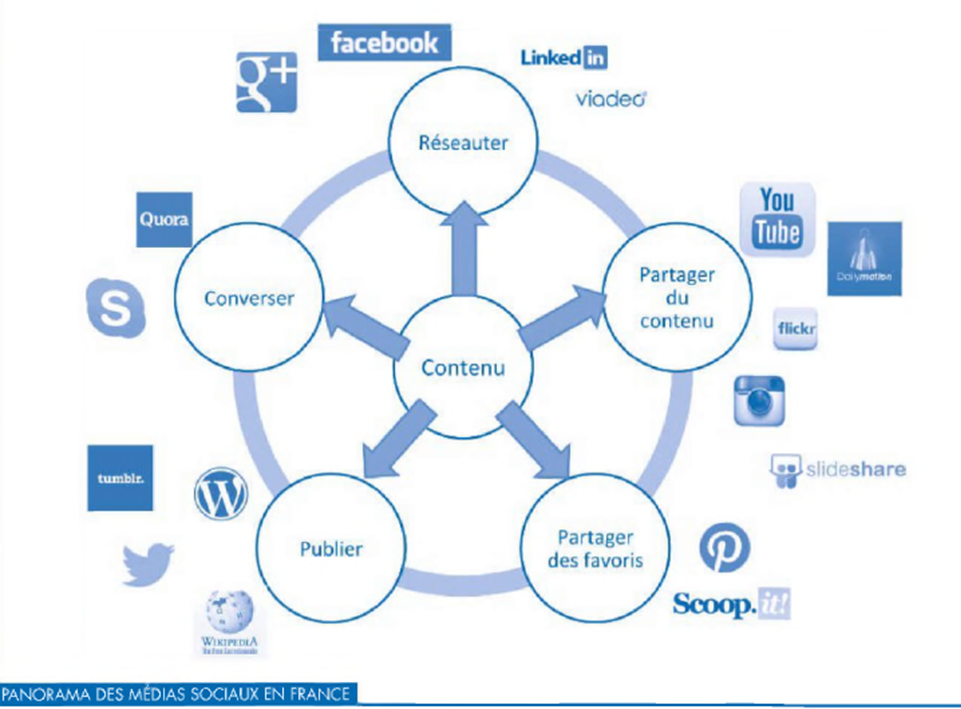 facebook
g+
Linked in
viadeo
Réseauter
You
Tube
Quora
Dailymotion
Partager
du
contenu
Converser
S
flickr
Contenu
slideshare
tumblr.
W
Publier
Partager
des favoris
Scoop.it!
WIKIPEDIA
PANORAMA DES MÉDIAS SOCIAUX EN FRANCE